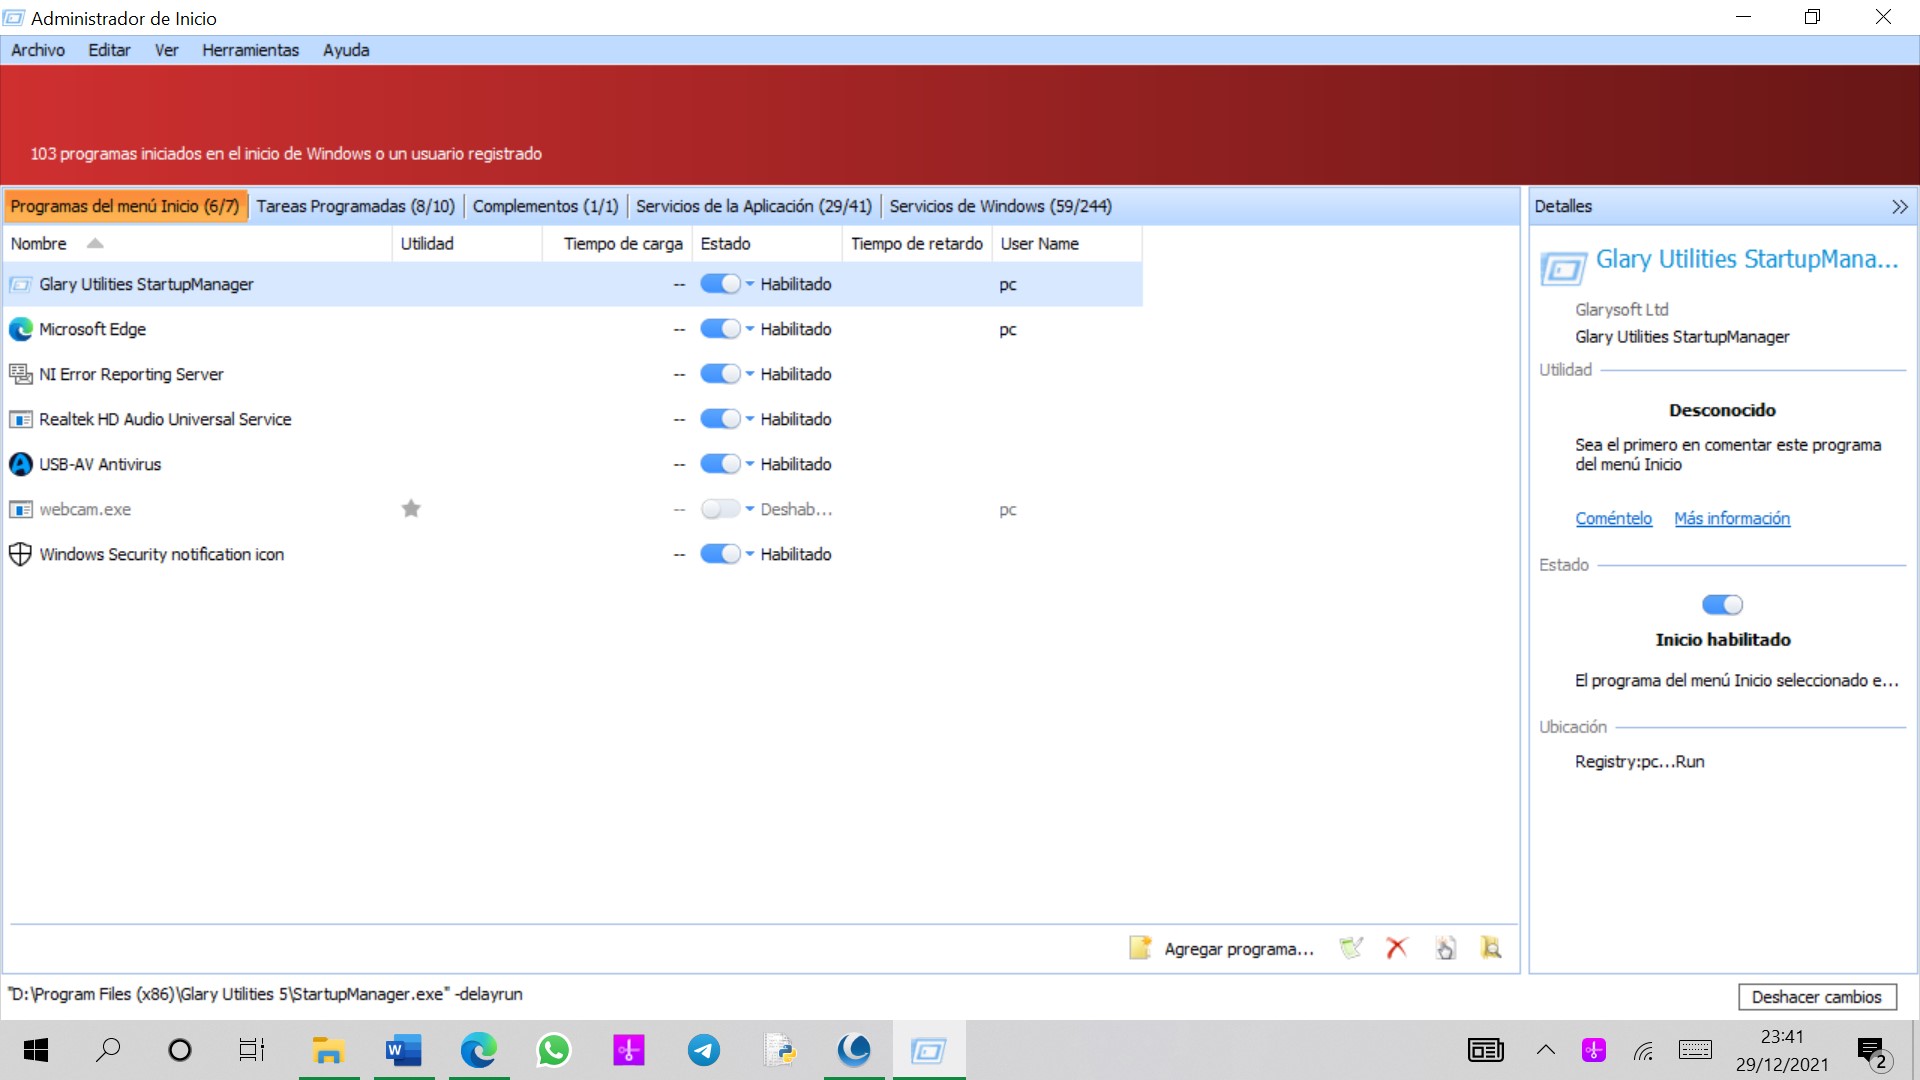 Administrador de Inicio
Archivo Editar Ver Herramientas Ayuda
103 programas iniciados en el inicio de Windows o un usuario registrado
Programas del menú Inicio (6/7) Tareas Programadas (8/10) Complementos (1/1) Servicios de la Aplicación (29/41) Servicios de Windows (59/244)
Nombre Utilidad Tiempo de carga Estado Tiempo de retardo User Name
Glary Utilities StartupManager -- Habilitado pc
Microsoft Edge -- Habilitado pc
NI Error Reporting Server -- Habilitado
Realtek HD Audio Universal Service -- Habilitado
USB-AV Antivirus -- Habilitado
webcam.exe -- Deshab... pc
Windows Security notification icon -- Habilitado
Agregar programa...
Detalles
Glary Utilities StartupMana...
Glarysoft Ltd
Glary Utilities StartupManager
Utilidad
Desconocido
Sea el primero en comentar este programa
del menú Inicio
Coméntelo Más información
Estado
Inicio habilitado
El programa del menú Inicio seleccionado e...
Ubicación
Registry:pc...Run
"D:\Program Files (x86)\Glary Utilities 5\StartupManager.exe" -delayrun
Deshacer cambios
23:41
29/12/2021
2